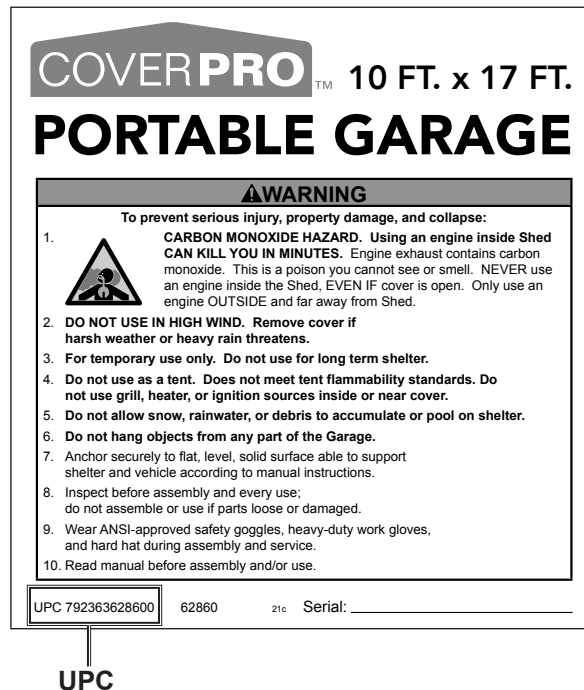 COVERPRO™ 10 FT. x 17 FT.
PORTABLE GARAGE
⚠WARNING
To prevent serious injury, property damage, and collapse:
1. CARBON MONOXIDE HAZARD. Using an engine inside Shed
CAN KILL YOU IN MINUTES. Engine exhaust contains carbon
monoxide. This is a poison you cannot see or smell. NEVER use
an engine inside the Shed, EVEN IF cover is open. Only use an
engine OUTSIDE and far away from Shed.
2. DO NOT USE IN HIGH WIND. Remove cover if
harsh weather or heavy rain threatens.
3. For temporary use only. Do not use for long term shelter.
4. Do not use as a tent. Does not meet tent flammability standards. Do
not use grill, heater, or ignition sources inside or near cover.
5. Do not allow snow, rainwater, or debris to accumulate or pool on shelter.
6. Do not hang objects from any part of the Garage.
7. Anchor securely to flat, level, solid surface able to support
shelter and vehicle according to manual instructions.
8. Inspect before assembly and every use;
do not assemble or use if parts loose or damaged.
9. Wear ANSI-approved safety goggles, heavy-duty work gloves,
and hard hat during assembly and service.
10. Read manual before assembly and/or use.
UPC 792363628600 62860 21c Serial:
UPC